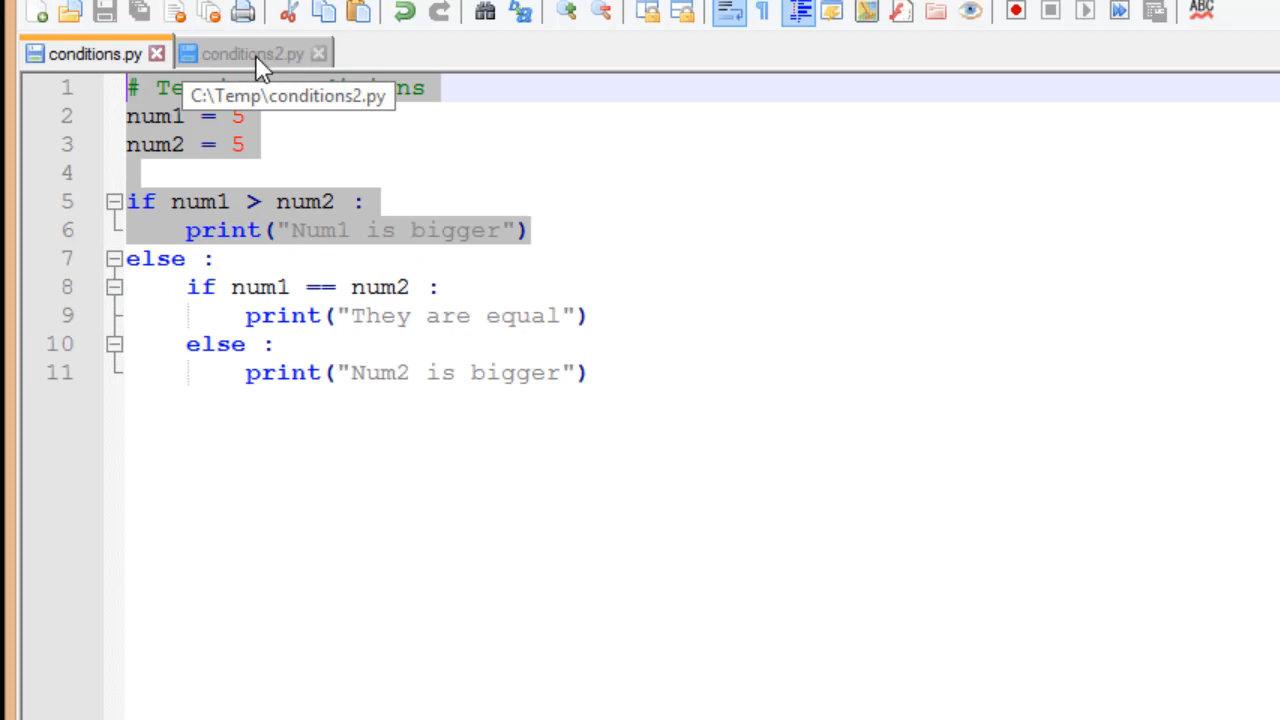 ABC
conditions.py conditions2.py
C:\Temp\conditions2.py
1 # Te
2 num1 = 5
3 num2 = 5
4
5 if num1 > num2 :
6 print("Num1 is bigger")
7 else :
8 if num1 == num2 :
9 print("They are equal")
10 else :
11 print("Num2 is bigger")